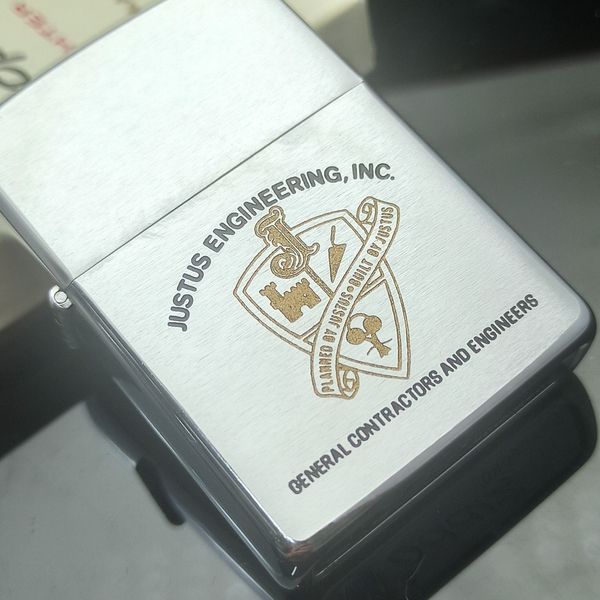 JUSTUS ENGINEERING, INC.
J
PLANNED BY JUSTUS • BUILT BY JUSTUS
GENERAL CONTRACTORS AND ENGINEERS